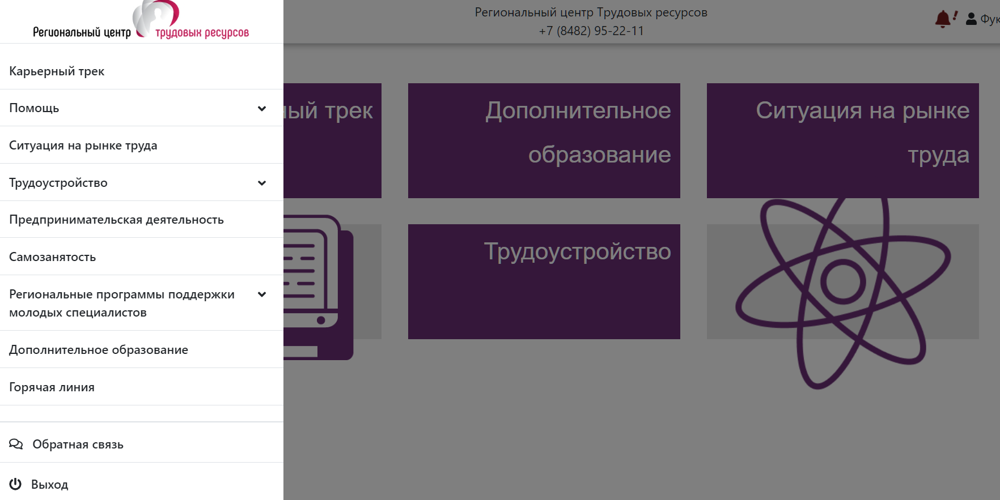 Региональный центр трудовых ресурсов
Карьерный трек
Помощь
Ситуация на рынке труда
Трудоустройство
Предпринимательская деятельность
Самозанятость
Региональные программы поддержки
молодых специалистов
Дополнительное образование
Горячая линия
Обратная связь
Выход
Региональный центр Трудовых ресурсов
+7 (8482) 95-22-11
трек
Дополнительное
образование
Ситуация на рынке
труда
Трудоустройство